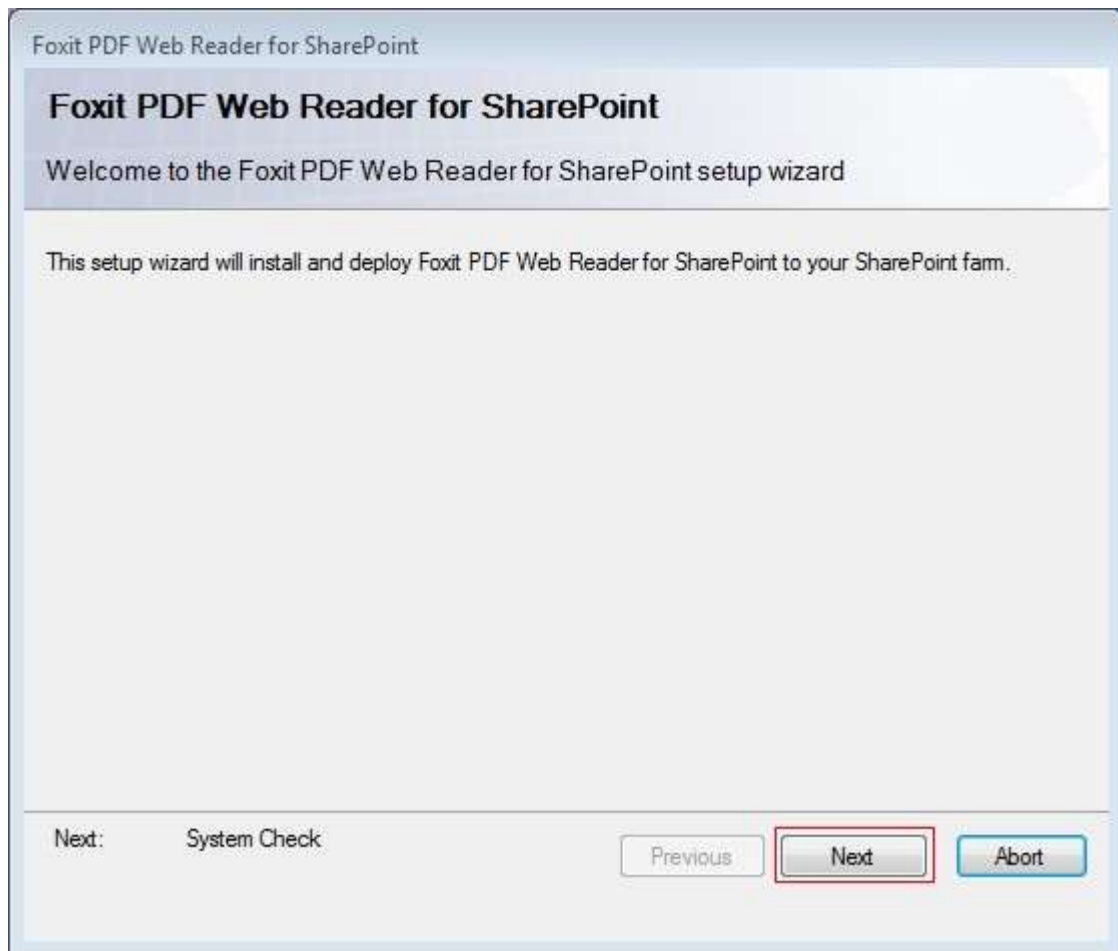 Foxit PDF Web Reader for SharePoint
Foxit PDF Web Reader for SharePoint
Welcome to the Foxit PDF Web Reader for SharePoint setup wizard
This setup wizard will install and deploy Foxit PDF Web Reader for SharePoint to your SharePoint farm.
Next: System Check
Previous Next Abort